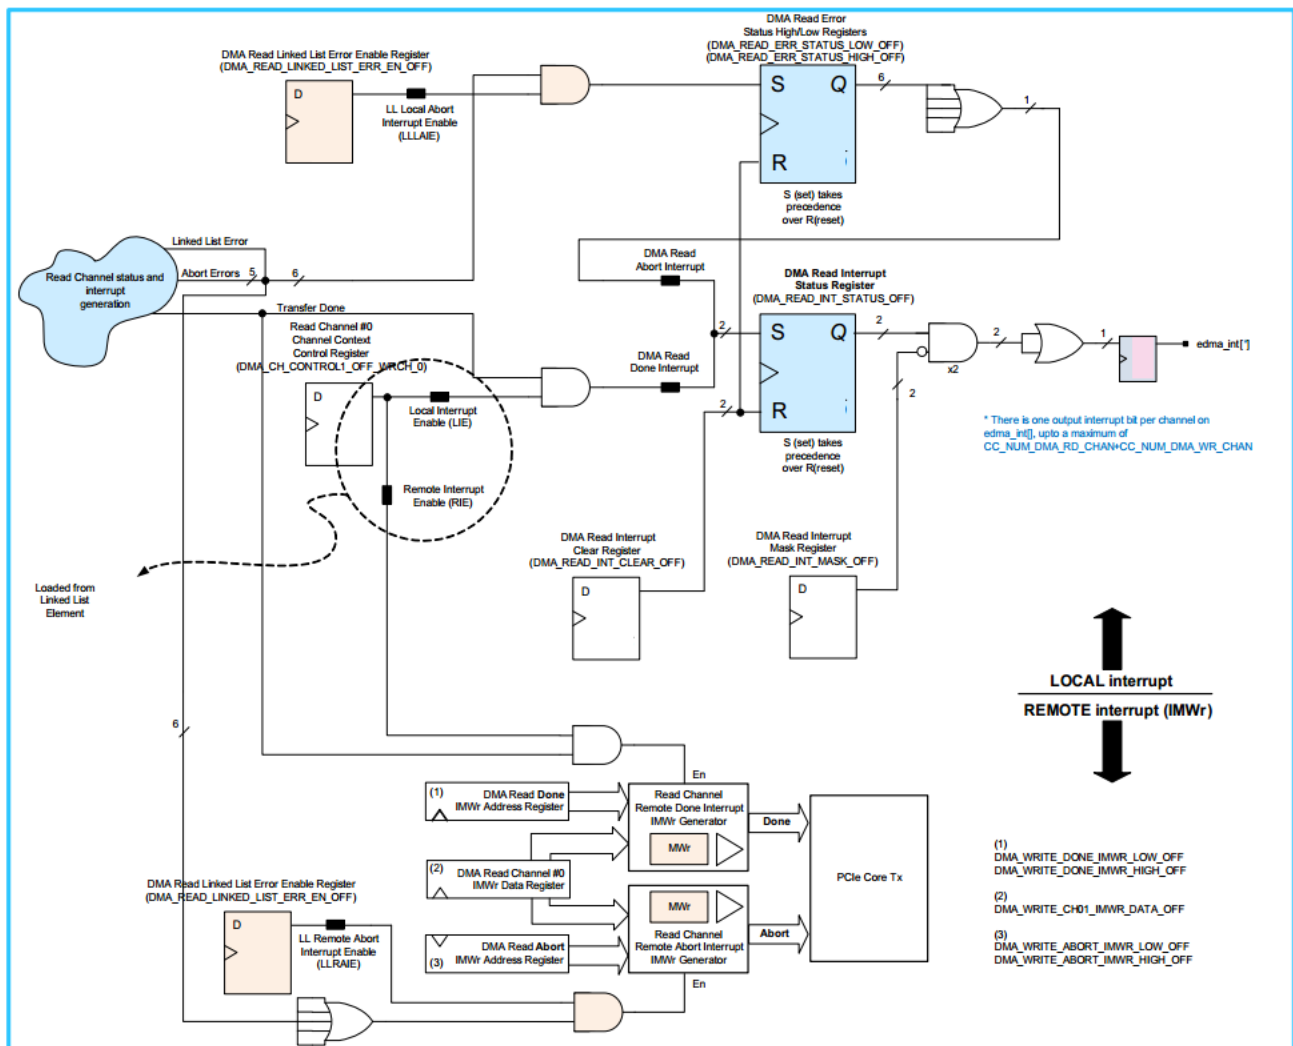 DMA Read Error
Status High/Low Registers
(DMA_READ_ERR_STATUS_LOW_OFF)
(DMA_READ_ERR_STATUS_HIGH_OFF)
DMA Read Linked List Error Enable Register
(DMA_READ_LINKED_LIST_ERR_EN_OFF)
D
LL Local Abort
Interrupt Enable
(LLLAIE)
S
Q
R
6
1
S (set) takes
precedence
over R(reset)
Linked List Error
Abort Errors
5
6
Read Channel status and
interrupt
generation
Transfer Done
DMA Read
Abort Interrupt
DMA Read Interrupt
Status Register
(DMA_READ_INT_STATUS_OFF)
Read Channel #0
Channel Context
Control Register
(DMA_CH_CONTROL1_OFF_WRCH_0)
D
Local Interrupt
Enable (LIE)
Remote Interrupt
Enable (RIE)
DMA Read
Done Interrupt
2
2
S
Q
R
2
x2
2
2
1
edma_int[*]
S (set) takes
precedence
over R(reset)
* There is one output interrupt bit per channel on
edma_int[], upto a maximum of
CC_NUM_DMA_RD_CHAN+CC_NUM_DMA_WR_CHAN
Loaded from
Linked List
Element
DMA Read Interrupt
Clear Register
(DMA_READ_INT_CLEAR_OFF)
D
DMA Read Interrupt
Mask Register
(DMA_READ_INT_MASK_OFF)
D
LOCAL interrupt
REMOTE interrupt (IMWr)
6
En
(1)
DMA Read Done
IMWr Address Register
Read Channel
Remote Done Interrupt
IMWr Generator
MWr
Done
(2)
DMA Read Channel #0
IMWr Data Register
PCIe Core Tx
MWr
Read Channel
Remote Abort Interrupt
IMWr Generator
Abort
DMA Read Abort
IMWr Address Register
(3)
En
DMA Read Linked List Error Enable Register
(DMA_READ_LINKED_LIST_ERR_EN_OFF)
D
LL Remote Abort
Interrupt Enable
(LLRAIE)
(1)
DMA_WRITE_DONE_IMWR_LOW_OFF
DMA_WRITE_DONE_IMWR_HIGH_OFF
(2)
DMA_WRITE_CH01_IMWR_DATA_OFF
(3)
DMA_WRITE_ABORT_IMWR_LOW_OFF
DMA_WRITE_ABORT_IMWR_HIGH_OFF